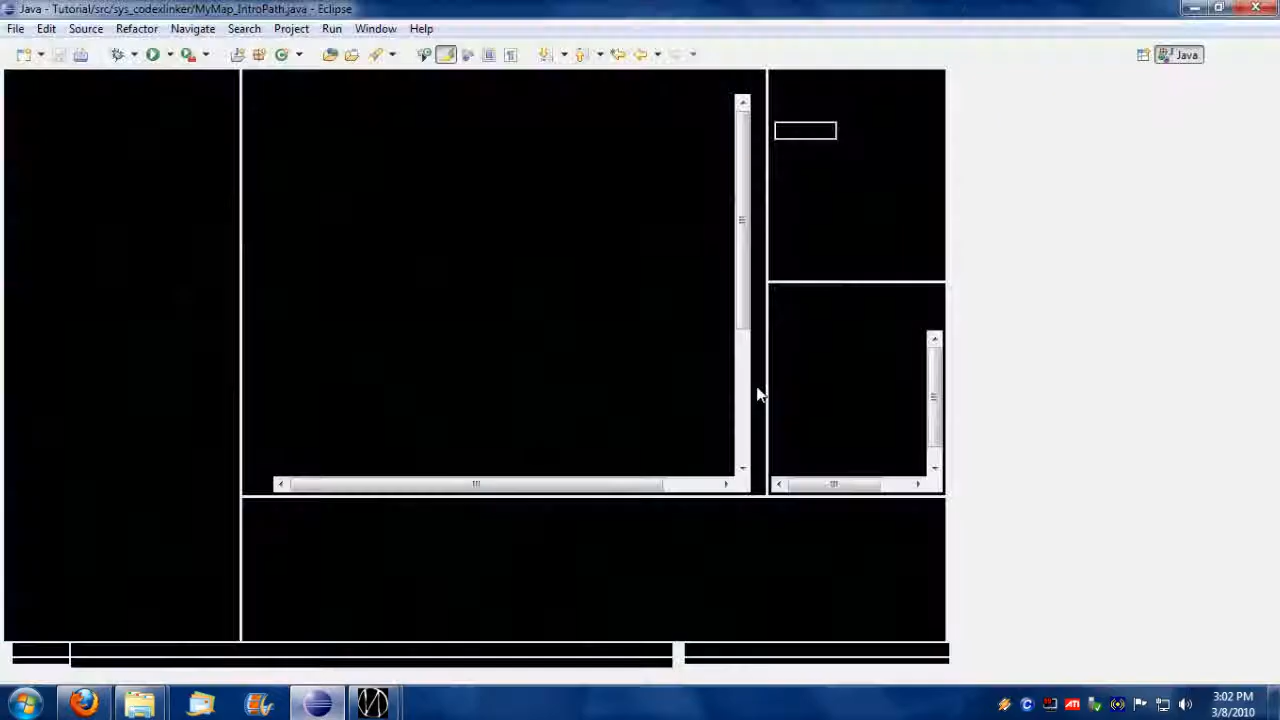 Java - Tutorial/src/sys_codexlinker/MyMap_IntroPath.java - Eclipse
File Edit Source Refactor Navigate Search Project Run Window Help
Java
3:02 PM
3/8/2010